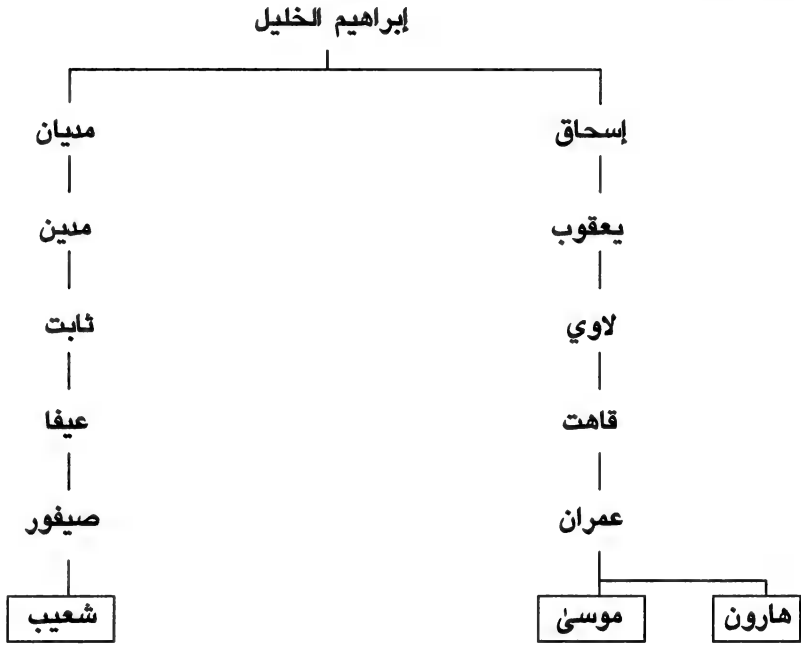 إبراهيم الخليل
إسحاق مديان
يعقوب مدين
لاوي ثابت
قاهت عيفا
عمران صيفور
هارون موسىٰ شعيب